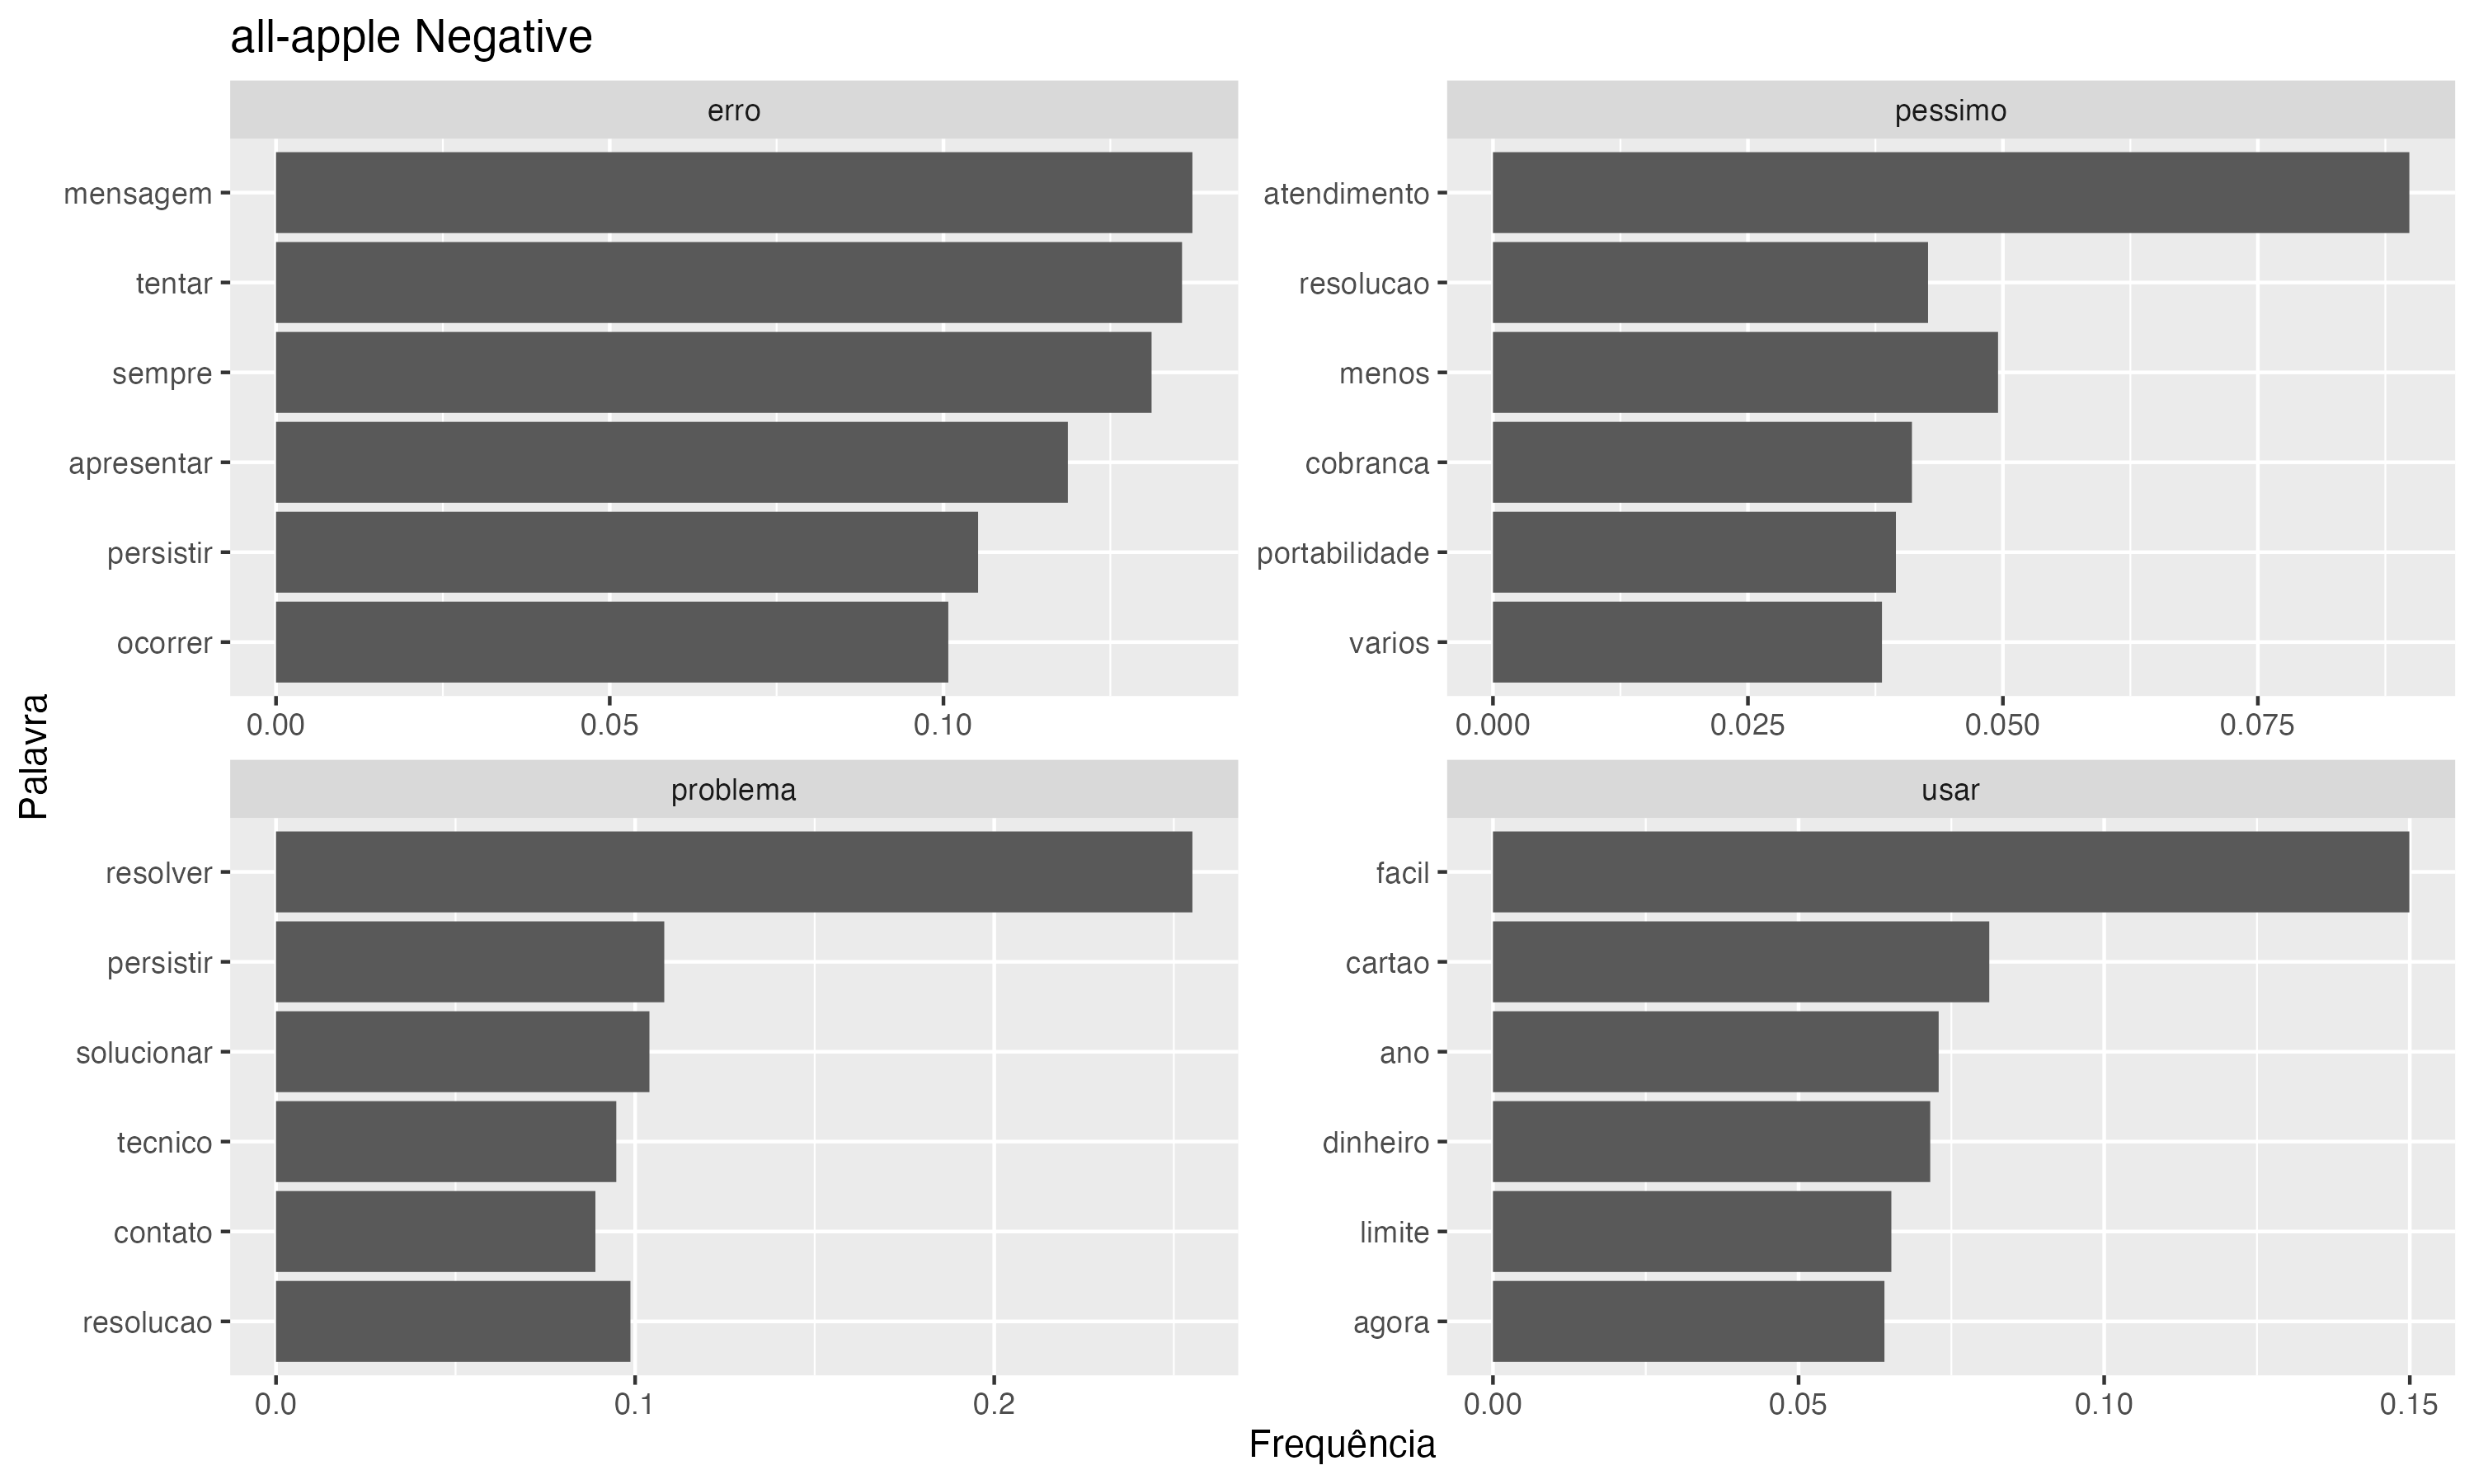 all-apple Negative
erro
mensagem
tentar
sempre
apresentar
persistir
ocorrer
0.00 0.05 0.10
pessimo
atendimento
resolucao
menos
cobranca
portabilidade
varios
0.000 0.025 0.050 0.075
problema
resolver
persistir
solucionar
tecnico
contato
resolucao
0.0 0.1 0.2
usar
facil
cartao
ano
dinheiro
limite
agora
0.00 0.05 0.10 0.15
Palavra
Frequência